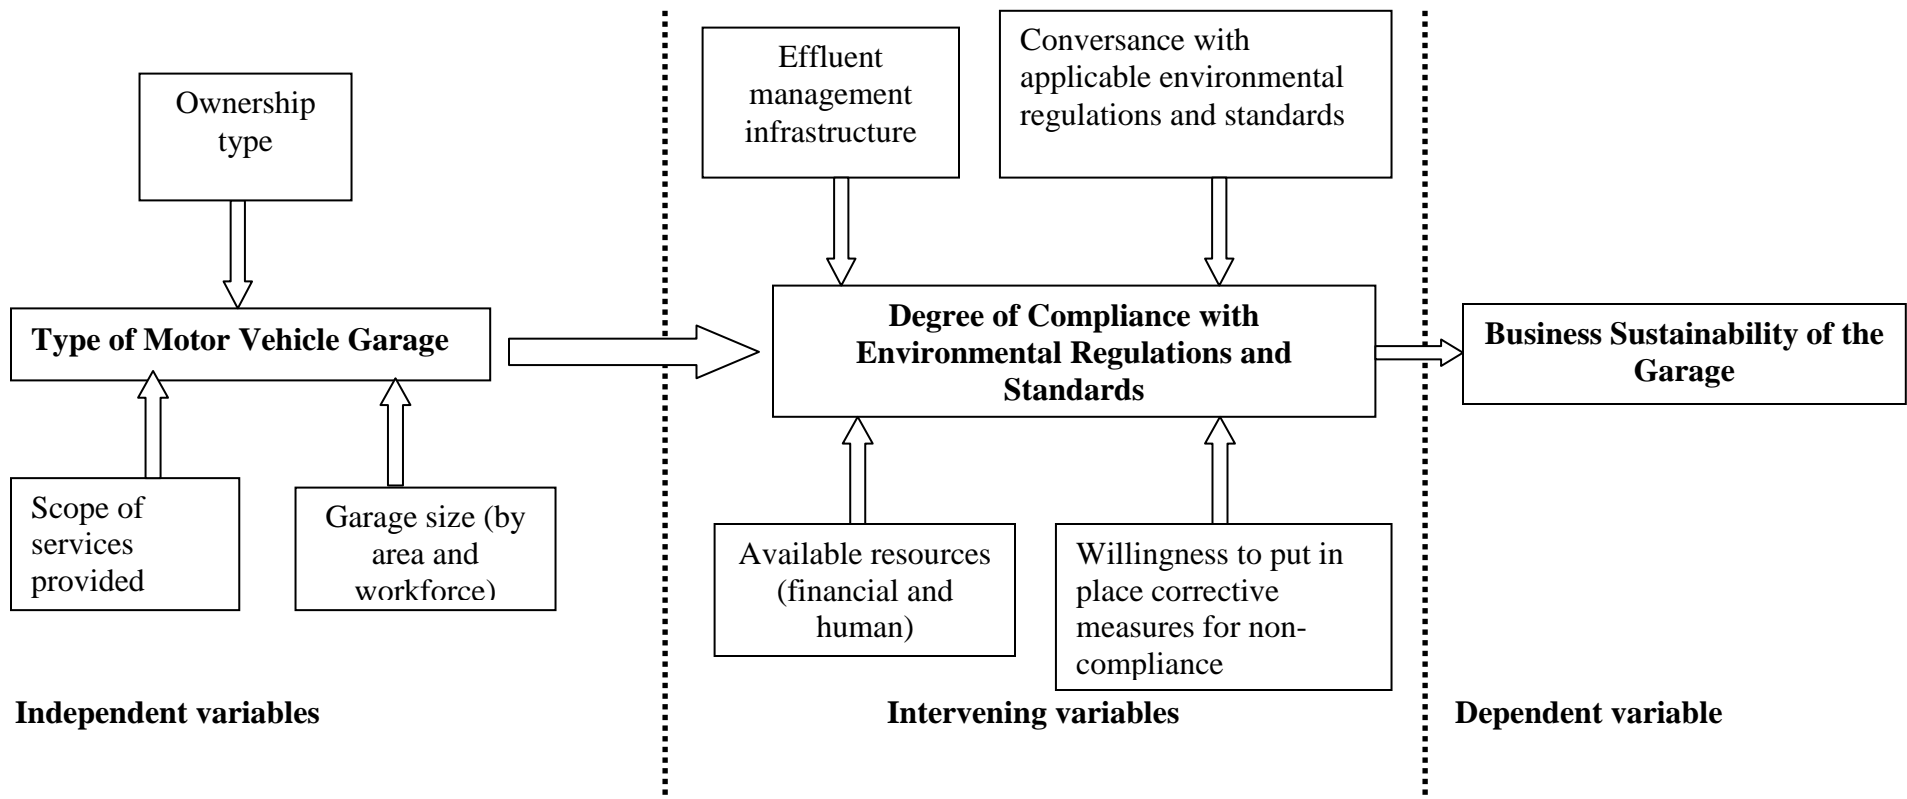 Ownership
type
Type of Motor Vehicle Garage
Scope of
services
provided
Garage size (by
area and
workforce)
Independent variables
Effluent
management
infrastructure
Conversance with
applicable environmental
regulations and standards
Degree of Compliance with
Environmental Regulations and
Standards
Available resources
(financial and
human)
Willingness to put in
place corrective
measures for non-
compliance
Intervening variables
Business Sustainability of the
Garage
Dependent variable